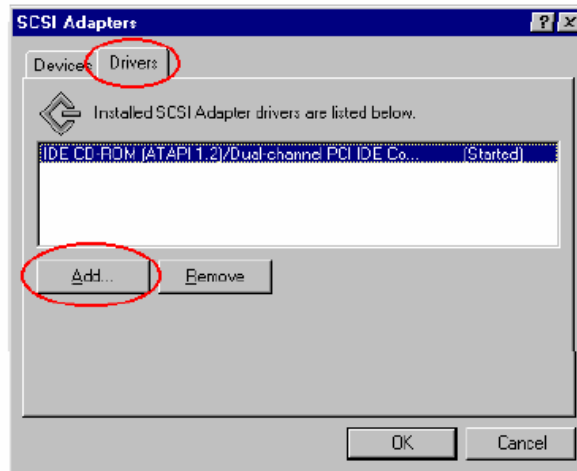 SCSI Adapters
Devices Drivers
Installed SCSI Adapter drivers are listed below.
IDE CD-ROM (ATAPI 1.2)/Dual-channel PCI IDE Co... (Started)
Add... Remove
OK Cancel